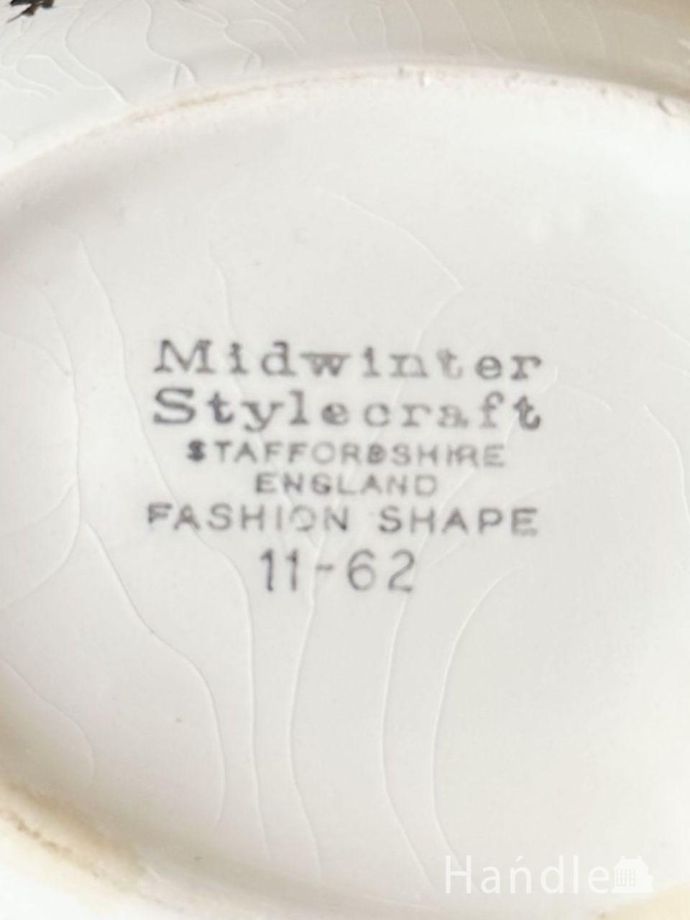 Midwinter
Stylecraft
STAFFORDSHIRE
ENGLAND
FASHION SHAPE
11-62
Handle